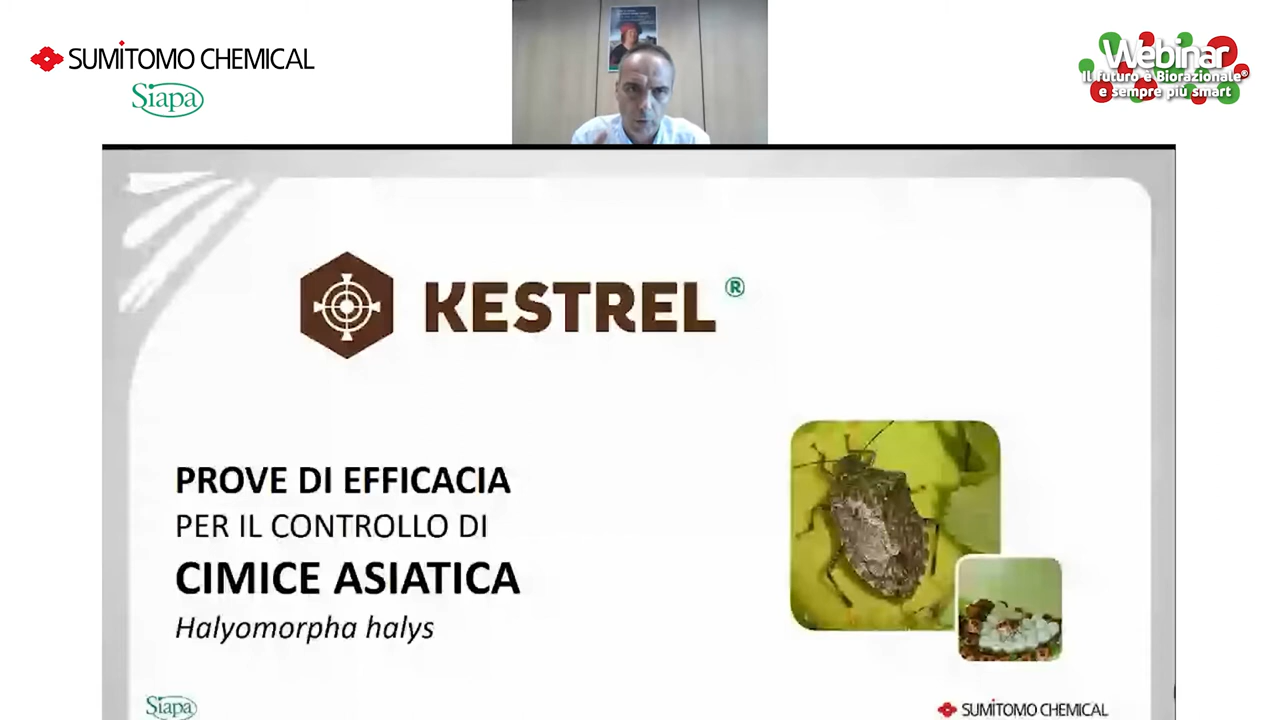 SUMITOMO CHEMICAL
Siapa
Webinar
Il futuro è Biorazionale®
e sempre più smart
KESTREL®
PROVE DI EFFICACIA
PER IL CONTROLLO DI
CIMICE ASIATICA
Halyomorpha halys
Siapa
SUMITOMO CHEMICAL